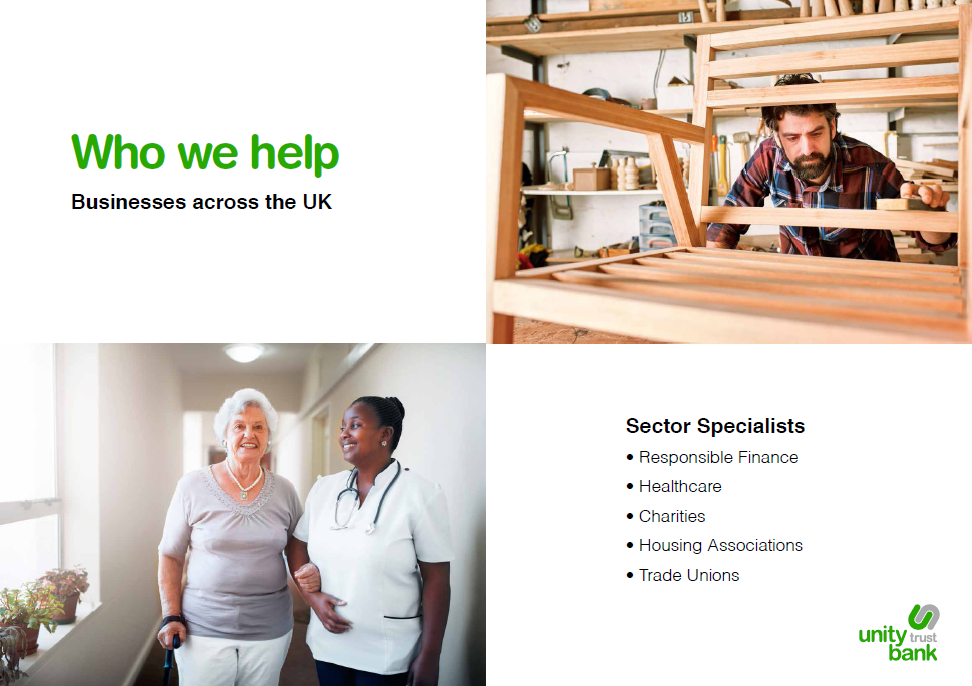 Who we help
Businesses across the UK
Sector Specialists
• Responsible Finance
• Healthcare
• Charities
• Housing Associations
• Trade Unions
unity trust
bank